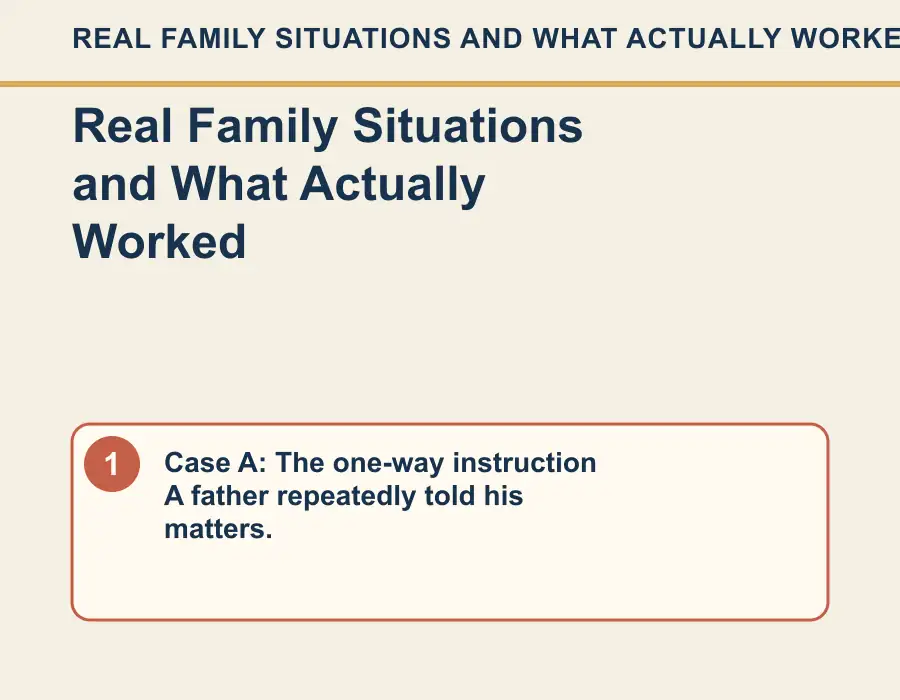 REAL FAMILY SITUATIONS AND WHAT ACTUALLY WORKE
Real Family Situations
and What Actually
Worked
1
Case A: The one-way instruction
A father repeatedly told his
matters.